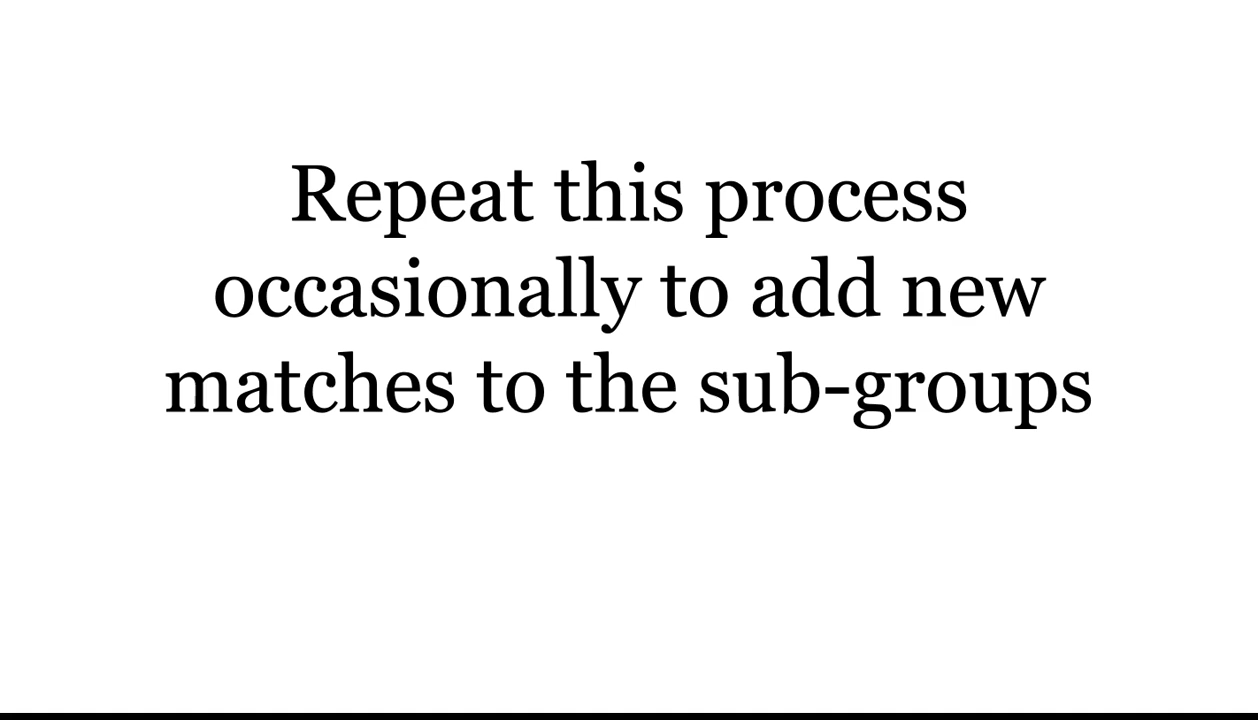 Repeat this process
occasionally to add new
matches to the sub-groups